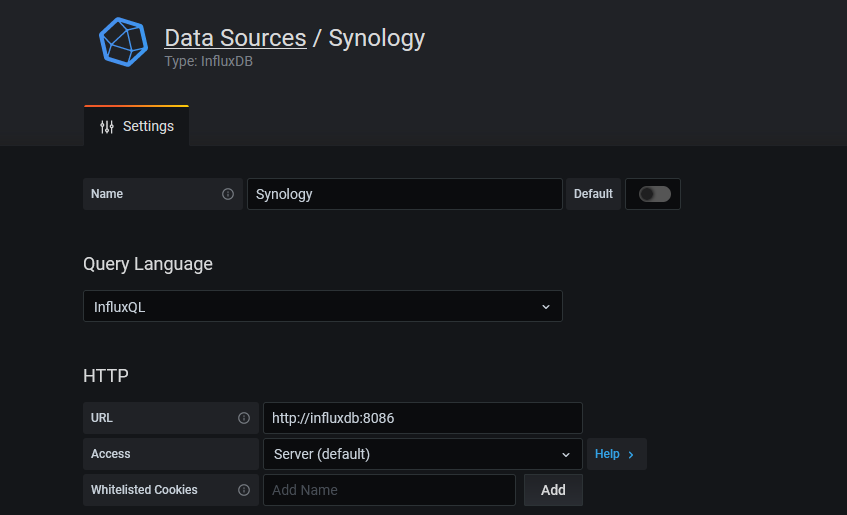 Data Sources / Synology
Type: InfluxDB
Settings
Name Synology Default
Query Language
InfluxQL
HTTP
URL http://influxdb:8086
Access Server (default) Help
Whitelisted Cookies Add Name Add